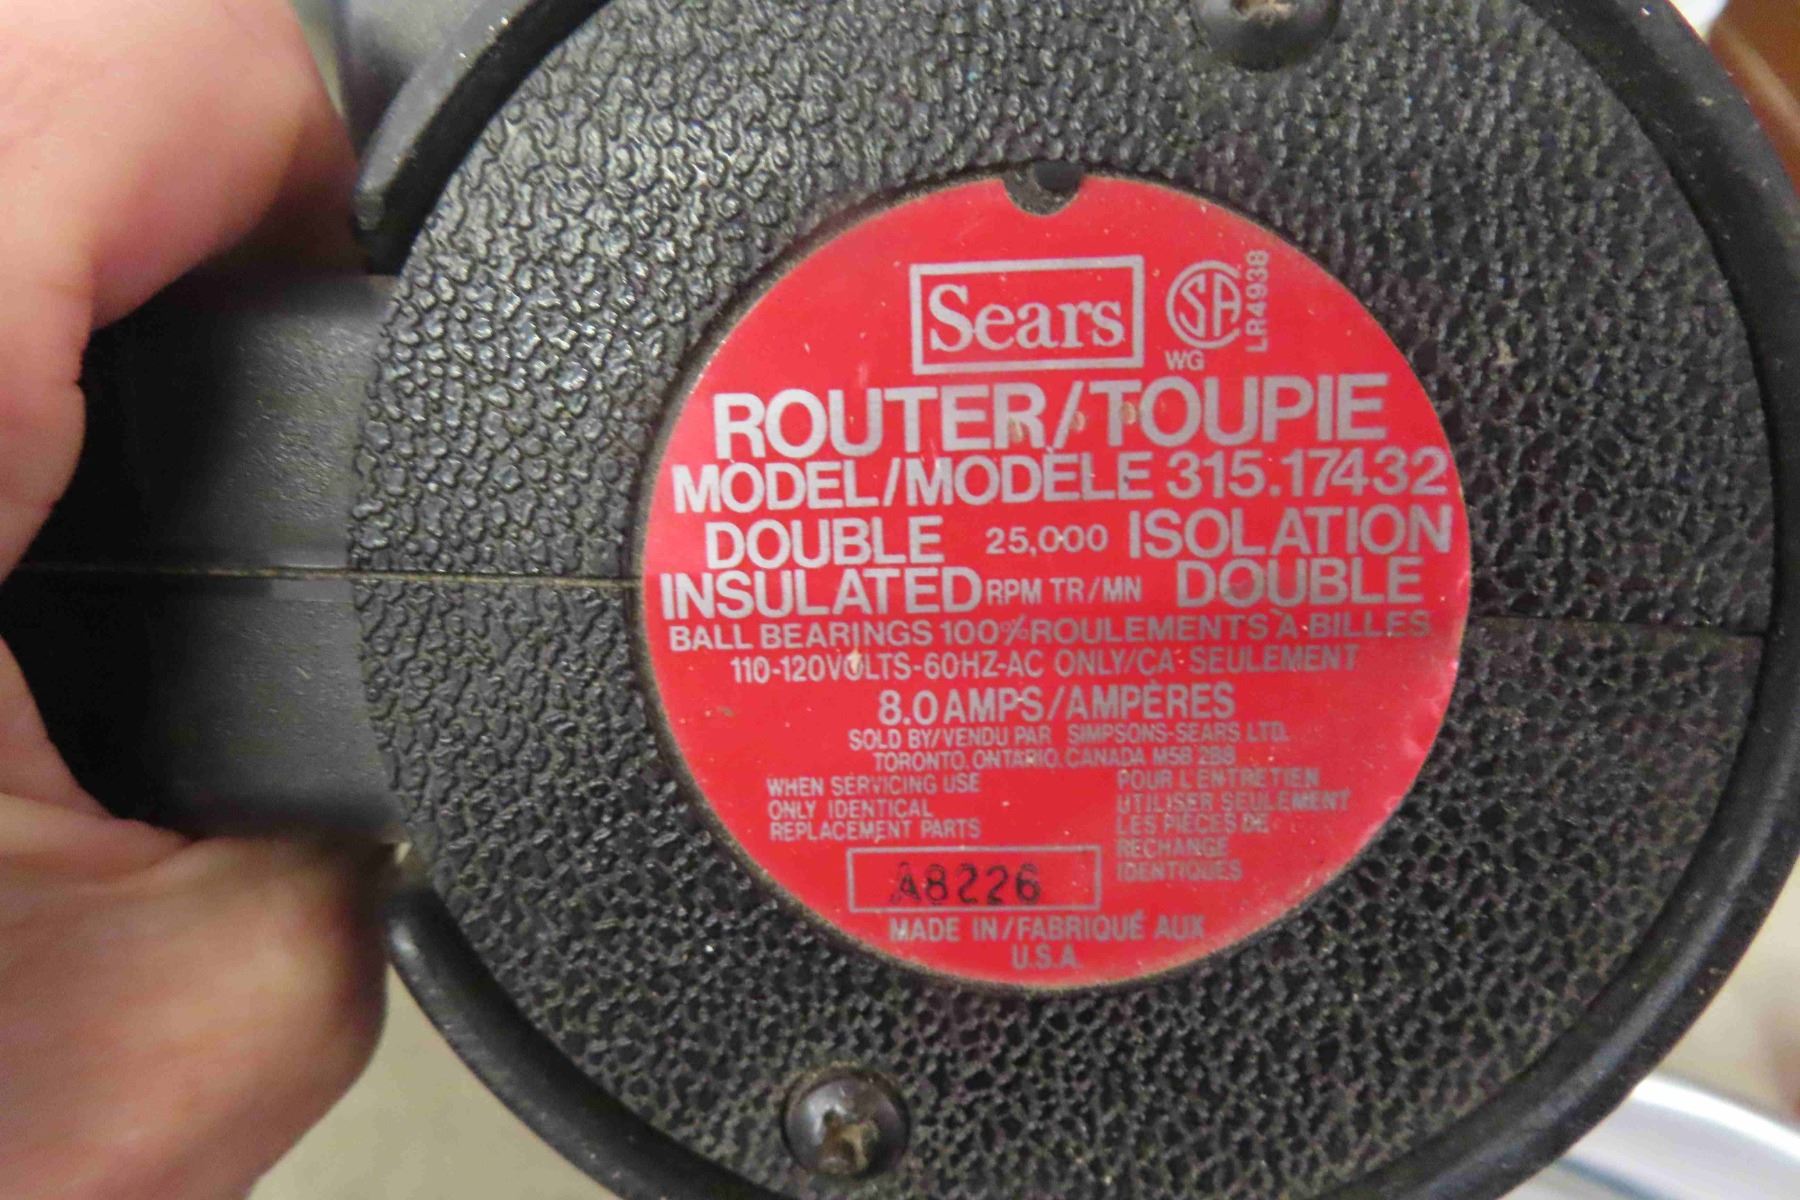 Sears
SA
LR4938
WG
ROUTER/TOUPIE
MODEL/MODÈLE 315.17432
DOUBLE 25,000 ISOLATION
INSULATED RPM TR/MN DOUBLE
BALL BEARINGS 100% ROULEMENTS À BILLES
110-120VOLTS-60HZ-AC ONLY/CA SEULEMENT
8.0 AMPS/AMPÈRES
SOLD BY/VENDU PAR SIMPSONS-SEARS LTD.
TORONTO, ONTARIO, CANADA M5B 2B8
WHEN SERVICING USE
ONLY IDENTICAL
REPLACEMENT PARTS
POUR L'ENTRETIEN
UTILISER SEULEMENT
LES PIÈCES DE
RECHANGE
IDENTIQUES
A8226
MADE IN/FABRIQUÉ AUX
U.S.A.